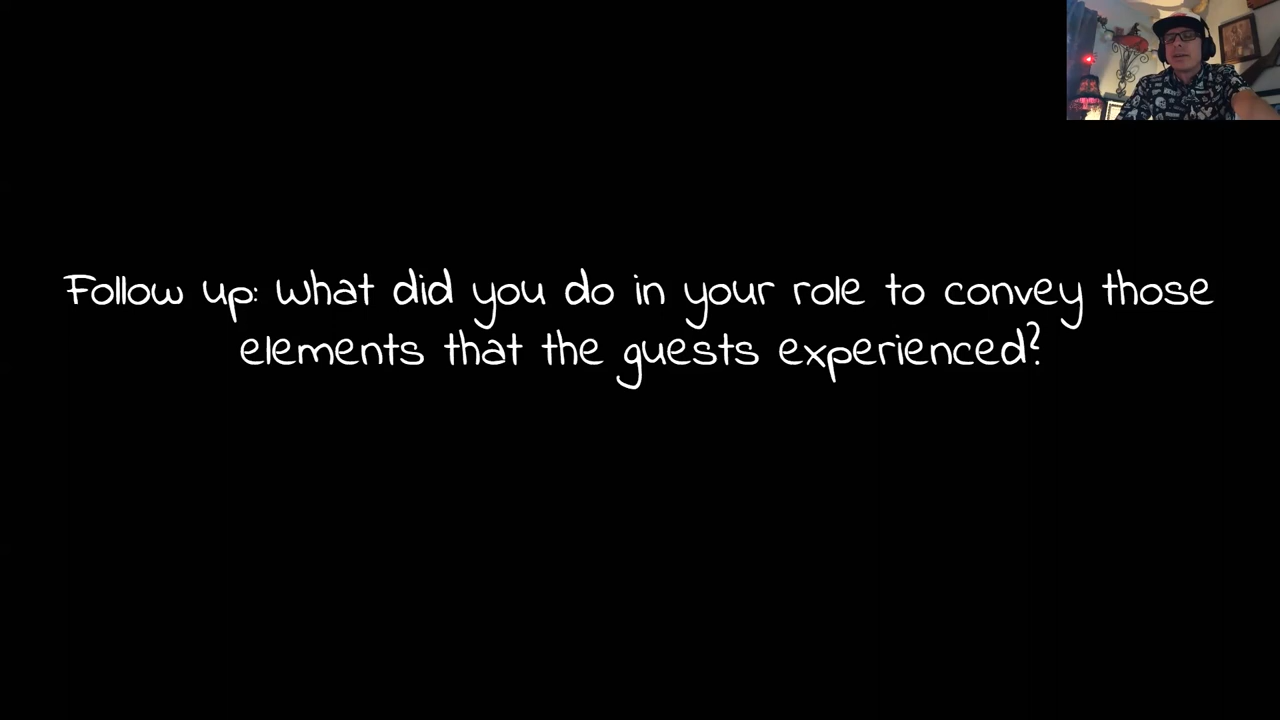 Follow up: What did you do in your role to convey those
elements that the guests experienced?